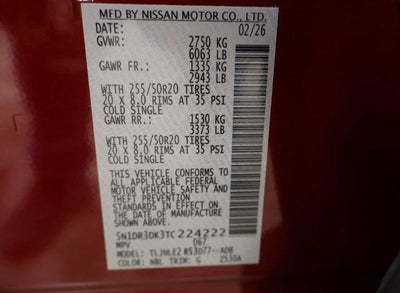 MFD BY NISSAN MOTOR CO., LTD.
DATE: 02/26
GVWR: 2750 KG
6063 LB
GAWR FR.: 1335 KG
2943 LB
WITH 255/50R20 TIRES
20 X 8.0 RIMS AT 35 PSI
COLD SINGLE
GAWR RR.: 1530 KG
3373 LB
WITH 255/50R20 TIRES
20 X 8.0 RIMS AT 35 PSI
COLD SINGLE
THIS VEHICLE CONFORMS TO
ALL APPLICABLE FEDERAL
MOTOR VEHICLE SAFETY AND
THEFT PREVENTION
STANDARDS IN EFFECT ON
THE DATE OF MANUFACTURE
SHOWN ABOVE.
5N1DR3DK3TC224222
MPV 067
COLOR: NBL TRIM: G 2530A